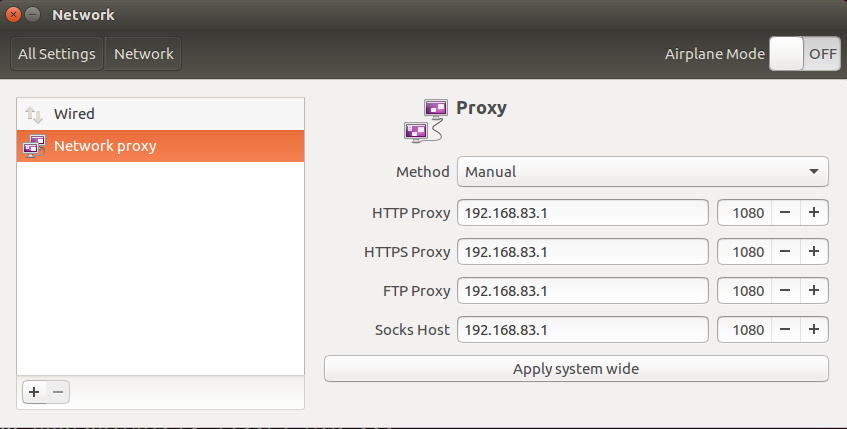 Network
All Settings Network Airplane Mode OFF
Wired
Network proxy
Proxy
Method Manual
HTTP Proxy 192.168.83.1 1080 − +
HTTPS Proxy 192.168.83.1 1080 − +
FTP Proxy 192.168.83.1 1080 − +
Socks Host 192.168.83.1 1080 − +
Apply system wide
+ −